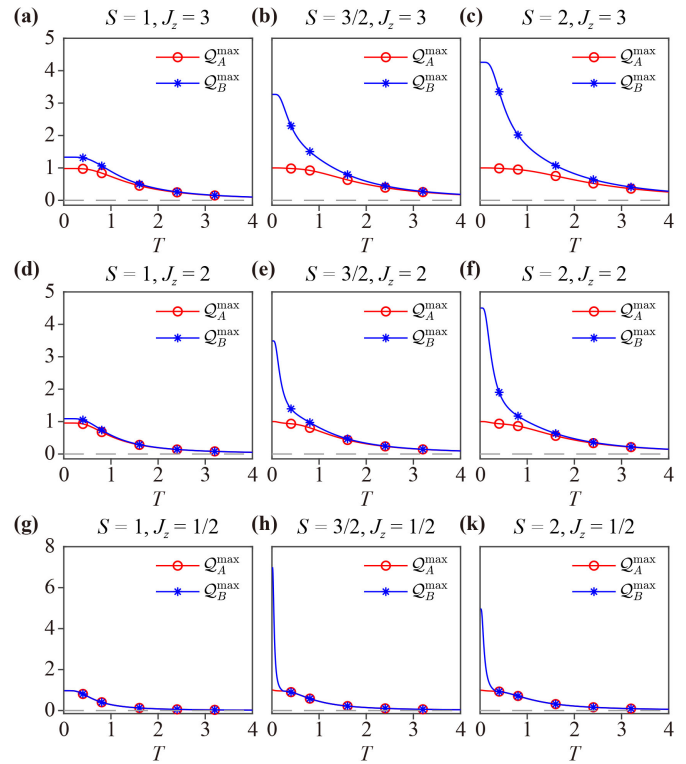 (a) S = 1, J_z = 3 (b) S = 3/2, J_z = 3 (c) S = 2, J_z = 3
5
4
3
2
1
0
𝒬_A^max
𝒬_B^max
𝒬_A^max
𝒬_B^max
𝒬_A^max
𝒬_B^max
0 1 2 3 4 0 1 2 3 4 0 1 2 3 4
T T T
(d) S = 1, J_z = 2 (e) S = 3/2, J_z = 2 (f) S = 2, J_z = 2
5
4
3
2
1
0
𝒬_A^max
𝒬_B^max
𝒬_A^max
𝒬_B^max
𝒬_A^max
𝒬_B^max
0 1 2 3 4 0 1 2 3 4 0 1 2 3 4
T T T
(g) S = 1, J_z = 1/2 (h) S = 3/2, J_z = 1/2 (k) S = 2, J_z = 1/2
8
6
4
2
0
𝒬_A^max
𝒬_B^max
𝒬_A^max
𝒬_B^max
𝒬_A^max
𝒬_B^max
0 1 2 3 4 0 1 2 3 4 0 1 2 3 4
T T T